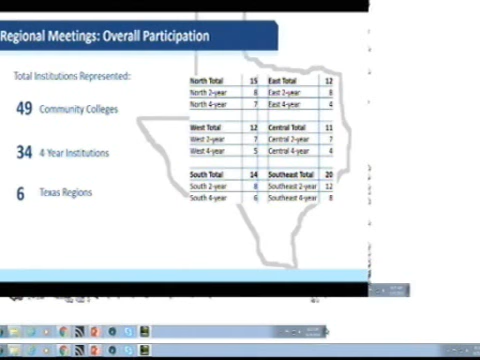 Regional Meetings: Overall Participation
Total Institutions Represented:
49 Community Colleges
34 4 Year Institutions
6 Texas Regions
North Total 15 East Total 12
North 2-year 8 East 2-year 8
North 4-year 7 East 4-year 4
West Total 12 Central Total 11
West 2-year 7 Central 2-year 7
West 4-year 5 Central 4-year 4
South Total 14 Southeast Total 20
South 2-year 8 Southeast 2-year 12
South 4-year 6 Southeast 4-year 8